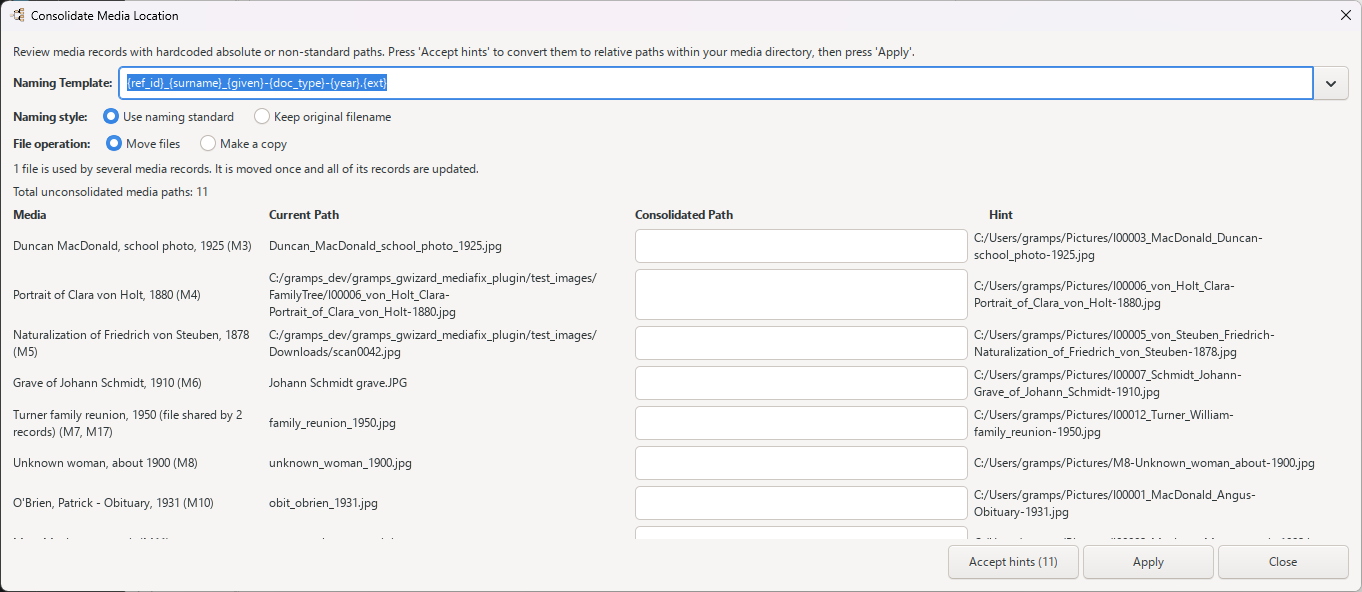 Consolidate Media Location
Review media records with hardcoded absolute or non-standard paths. Press 'Accept hints' to convert them to relative paths within your media directory, then press 'Apply'.
Naming Template: {ref_id}_{surname}_{given}-{doc_type}-{year}.{ext}
Naming style: Use naming standard Keep original filename
File operation: Move files Make a copy
1 file is used by several media records. It is moved once and all of its records are updated.
Total unconsolidated media paths: 11
Media Current Path Consolidated Path Hint
Duncan MacDonald, school photo, 1925 (M3)
Duncan_MacDonald_school_photo_1925.jpg
C:/Users/gramps/Pictures/I00003_MacDonald_Duncan-
school_photo-1925.jpg
Portrait of Clara von Holt, 1880 (M4)
C:/gramps_dev/gramps_gwizard_mediafix_plugin/test_images/
FamilyTree/I00006_von_Holt_Clara-
Portrait_of_Clara_von_Holt-1880.jpg
C:/Users/gramps/Pictures/I00006_von_Holt_Clara-
Portrait_of_Clara_von_Holt-1880.jpg
Naturalization of Friedrich von Steuben, 1878
(M5)
C:/gramps_dev/gramps_gwizard_mediafix_plugin/test_images/
Downloads/scan0042.jpg
C:/Users/gramps/Pictures/I00005_von_Steuben_Friedrich-
Naturalization_of_Friedrich_von_Steuben-1878.jpg
Grave of Johann Schmidt, 1910 (M6)
Johann Schmidt grave.JPG
C:/Users/gramps/Pictures/I00007_Schmidt_Johann-
Grave_of_Johann_Schmidt-1910.jpg
Turner family reunion, 1950 (file shared by 2
records) (M7, M17)
family_reunion_1950.jpg
C:/Users/gramps/Pictures/I00012_Turner_William-
family_reunion-1950.jpg
Unknown woman, about 1900 (M8)
unknown_woman_1900.jpg
C:/Users/gramps/Pictures/M8-Unknown_woman_about-1900.jpg
O'Brien, Patrick - Obituary, 1931 (M10)
obit_obrien_1931.jpg
C:/Users/gramps/Pictures/I00001_MacDonald_Angus-
Obituary-1931.jpg
Accept hints (11) Apply Close